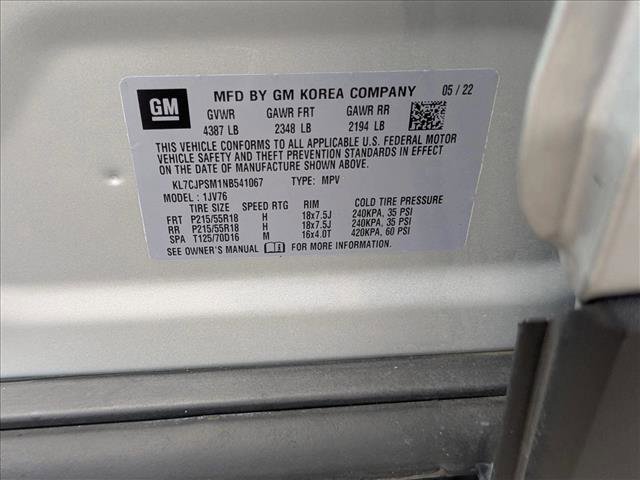 GM
MFD BY GM KOREA COMPANY 05 / 22
GVWR GAWR FRT GAWR RR
4387 LB 2348 LB 2194 LB
THIS VEHICLE CONFORMS TO ALL APPLICABLE U.S. FEDERAL MOTOR
VEHICLE SAFETY AND THEFT PREVENTION STANDARDS IN EFFECT
ON THE DATE OF MANUFACTURE SHOWN ABOVE.
KL7CJPSM1NB541067 TYPE: MPV
MODEL: 1JV76
TIRE SIZE SPEED RTG RIM COLD TIRE PRESSURE
FRT P215/55R18 H 18x7.5J 240KPA, 35 PSI
RR P215/55R18 H 18x7.5J 240KPA, 35 PSI
SPA T125/70D16 M 16x4.0T 420KPA, 60 PSI
SEE OWNER'S MANUAL FOR MORE INFORMATION.